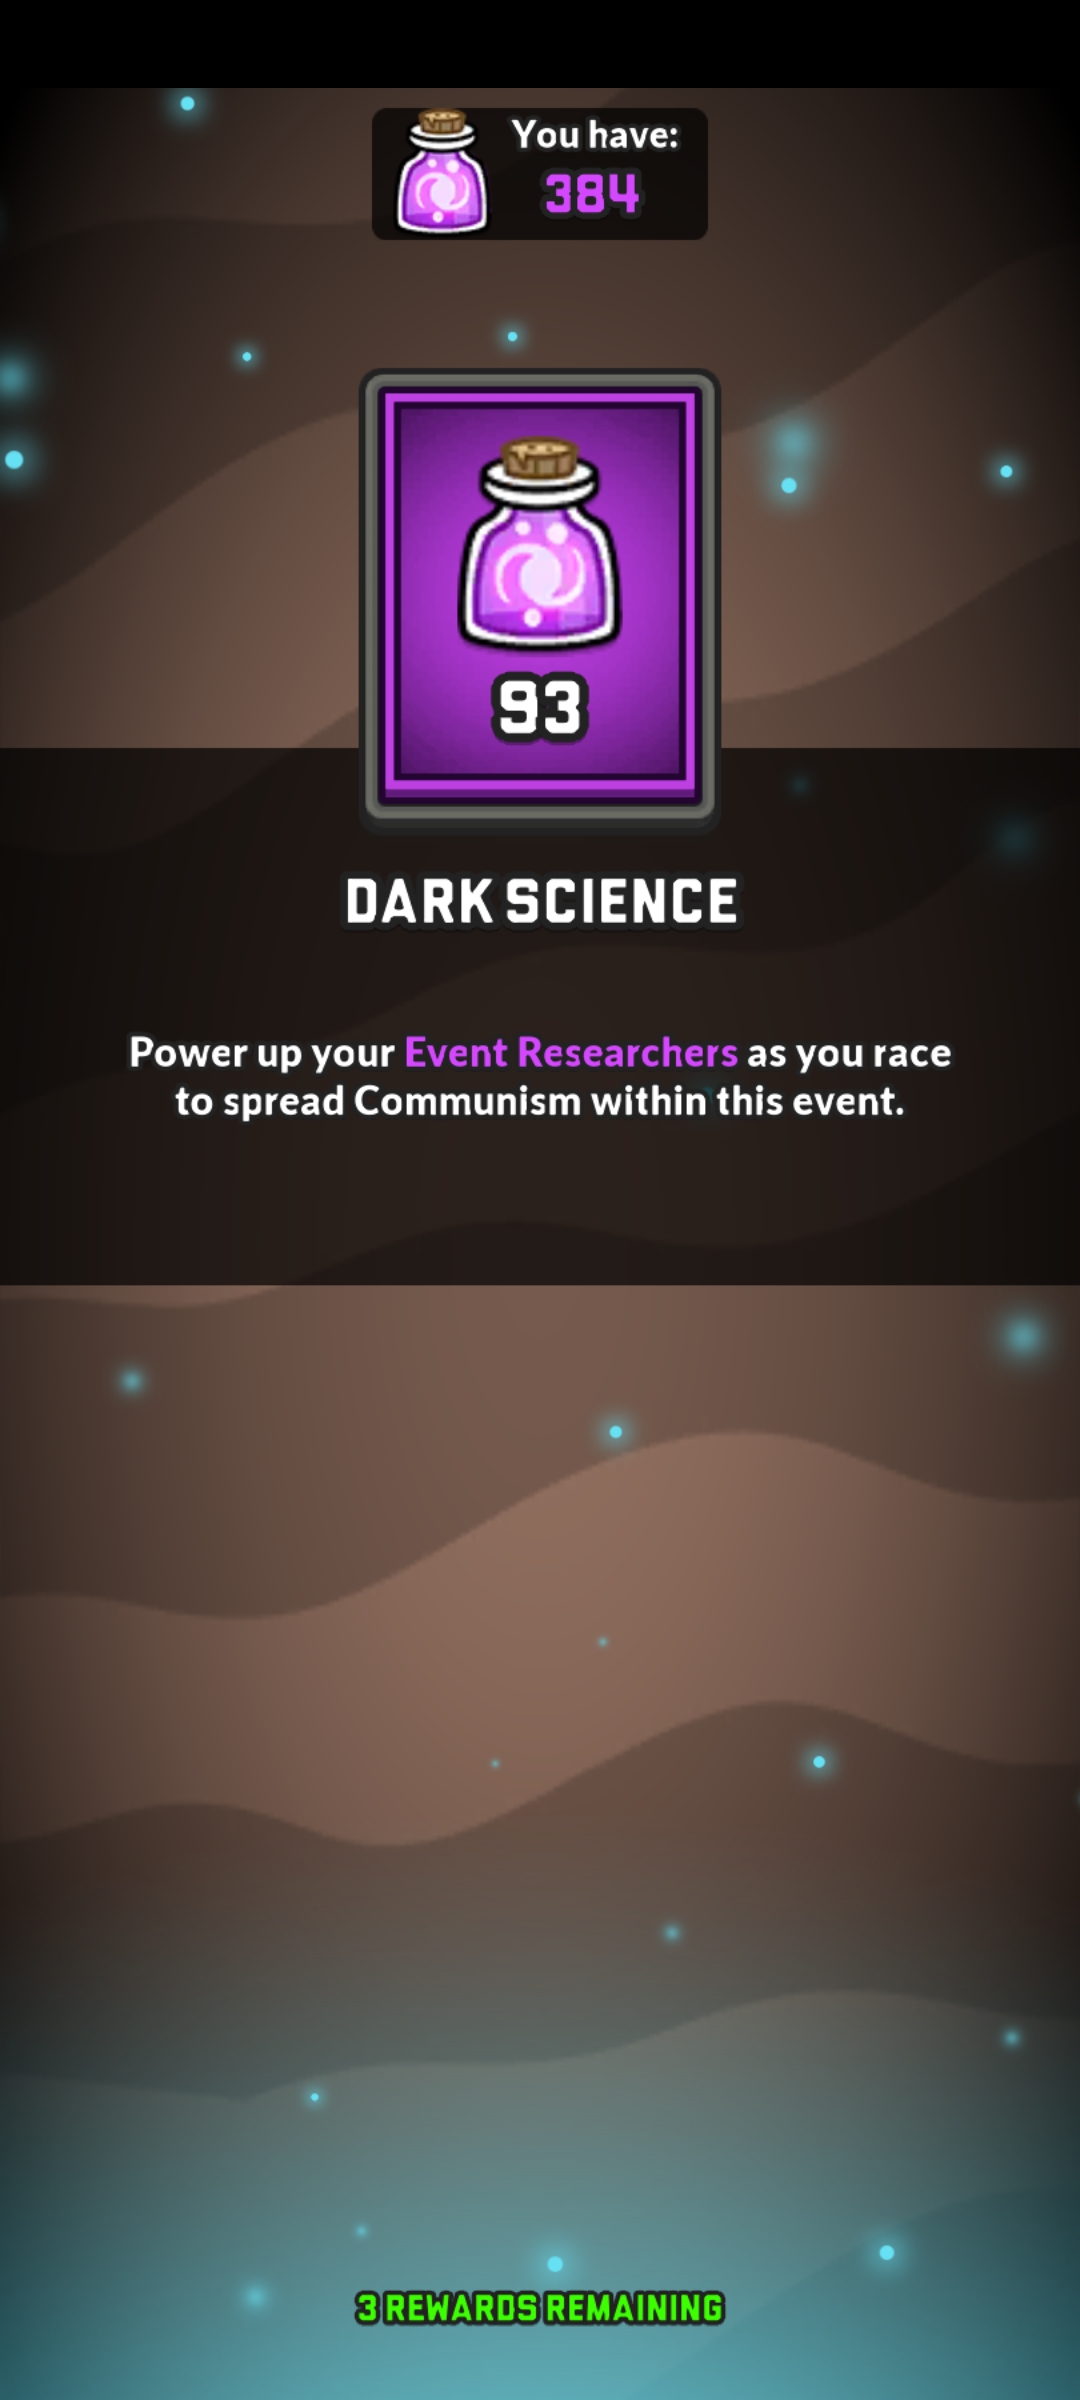 You have:
384
93
DARK SCIENCE
Power up your Event Researchers as you race
to spread Communism within this event.
3 REWARDS REMAINING